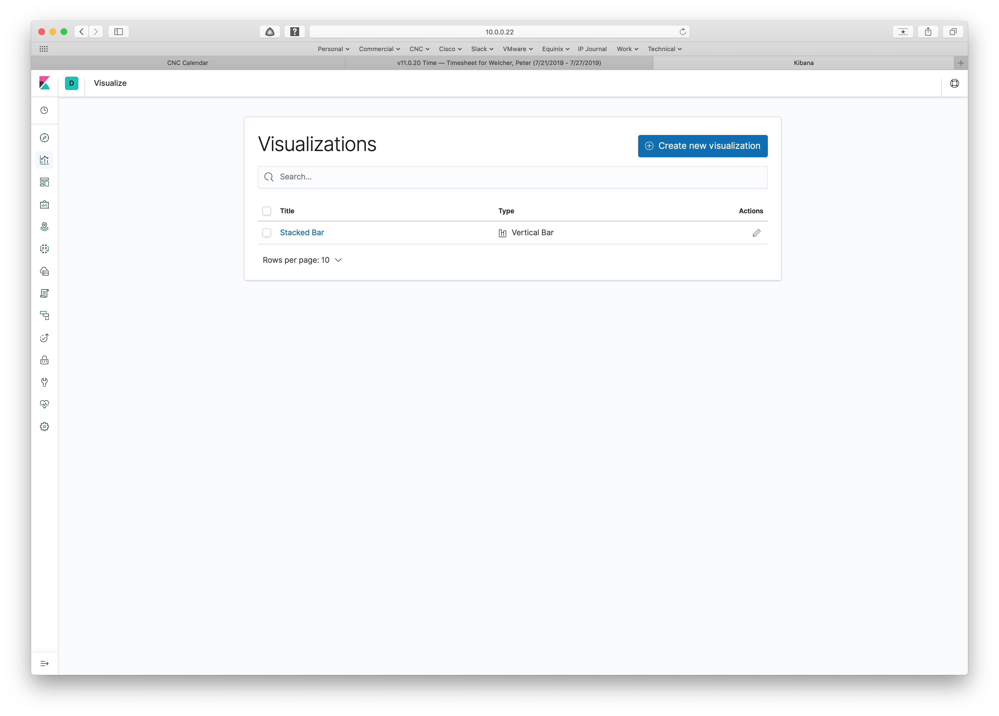 10.0.0.22
Personal Commercial CNC Cisco Slack VMware Equinix IP Journal Work Technical
CNC Calendar
v11.0.20 Time — Timesheet for Welcher, Peter (7/21/2019 - 7/27/2019)
Kibana
D Visualize
Visualizations
Create new visualization
Search...
Title Type Actions
Stacked Bar Vertical Bar
Rows per page: 10